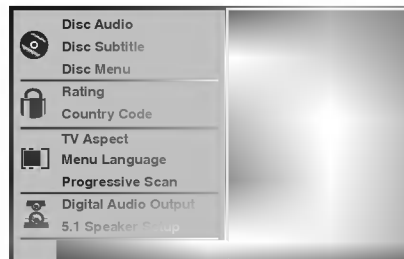 Disc Audio
Disc Subtitle
Disc Menu
Rating
Country Code
TV Aspect
Menu Language
Progressive Scan
Digital Audio Output
5.1 Speaker Setup